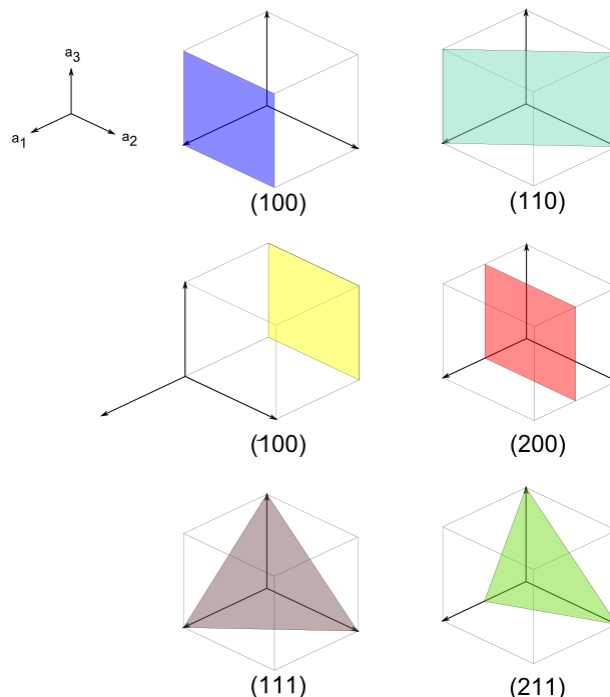 a₃
a₁ a₂
(100) (110)
(1̄00) (200)
(111) (211)